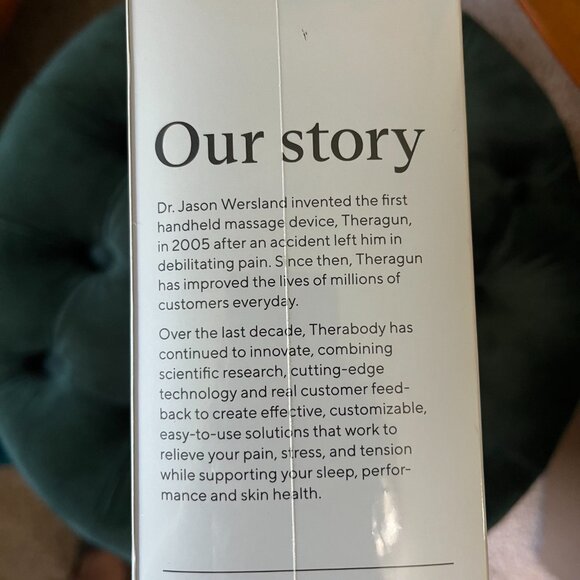 Our story
Dr. Jason Wersland invented the first
handheld massage device, Theragun,
in 2005 after an accident left him in
debilitating pain. Since then, Theragun
has improved the lives of millions of
customers everyday.
Over the last decade, Therabody has
continued to innovate, combining
scientific research, cutting-edge
technology and real customer feed-
back to create effective, customizable,
easy-to-use solutions that work to
relieve your pain, stress, and tension
while supporting your sleep, perfor-
mance and skin health.